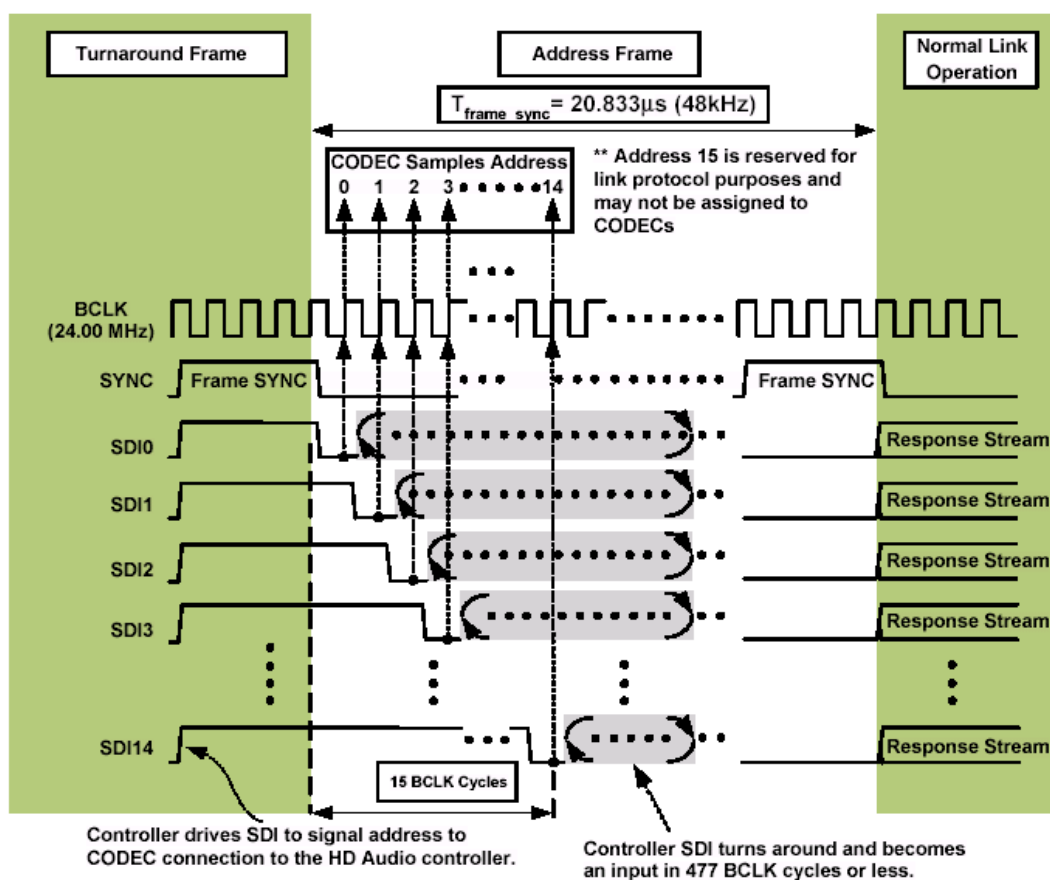 Turnaround Frame
Address Frame
Normal Link
Operation
Tframe_sync= 20.833µs (48kHz)
CODEC Samples Address
0 1 2 3 14
** Address 15 is reserved for
link protocol purposes and
may not be assigned to
CODECs
BCLK
(24.00 MHz)
SYNC
Frame SYNC
Frame SYNC
SDI0
Response Stream
SDI1
Response Stream
SDI2
Response Stream
SDI3
Response Stream
SDI14
Response Stream
15 BCLK Cycles
Controller drives SDI to signal address to
CODEC connection to the HD Audio controller.
Controller SDI turns around and becomes
an input in 477 BCLK cycles or less.